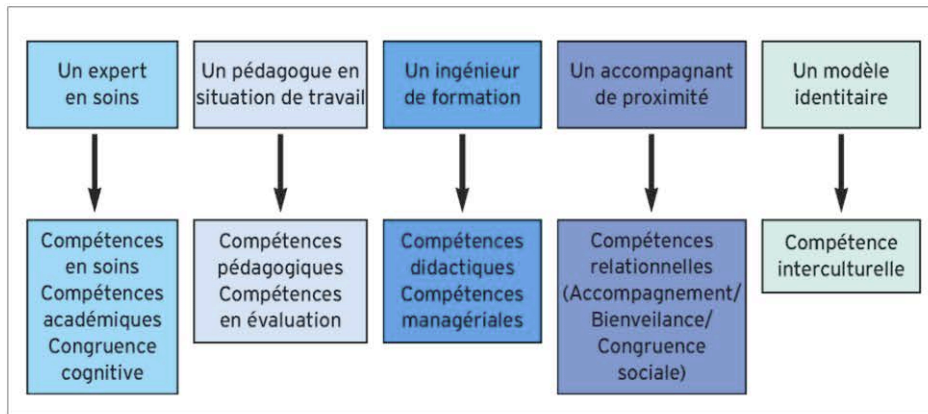 Un expert
en soins
Un pédagogue en
situation de travail
Un ingénieur
de formation
Un accompagnant
de proximité
Un modèle
identitaire
Compétences
en soins
Compétences
académiques
Congruence
cognitive
Compétences
pédagogiques
Compétences
en évaluation
Compétences
didactiques
Compétences
managériales
Compétences
relationnelles
(Accompagnement/
Bienveilance/
Congruence
sociale)
Compétence
interculturelle